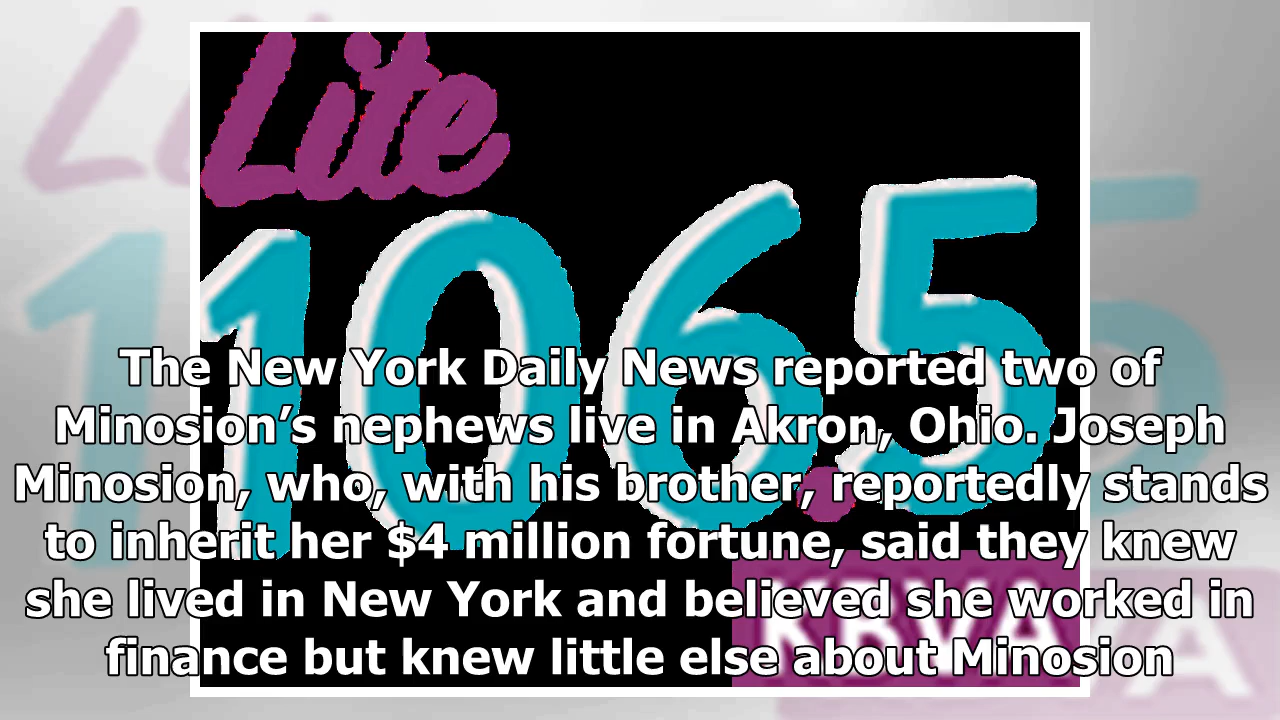 Lite
106.5
The New York Daily News reported two of
Minosion’s nephews live in Akron, Ohio. Joseph
Minosion, who, with his brother, reportedly stands
to inherit her $4 million fortune, said they knew
she lived in New York and believed she worked in
finance but knew little else about Minosion
KBVA